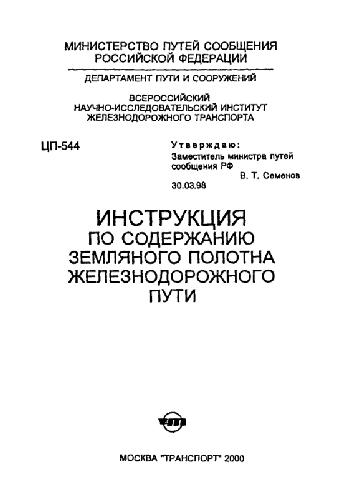 МИНИСТЕРСТВО ПУТЕЙ СООБЩЕНИЯ
РОССИЙСКОЙ ФЕДЕРАЦИИ
ДЕПАРТАМЕНТ ПУТИ И СООРУЖЕНИЙ
ВСЕРОССИЙСКИЙ
НАУЧНО-ИССЛЕДОВАТЕЛЬСКИЙ ИНСТИТУТ
ЖЕЛЕЗНОДОРОЖНОГО ТРАНСПОРТА
ЦП-544
Утверждаю:
Заместитель министра путей
сообщения РФ
В. Т. Семенов
30.03.98
ИНСТРУКЦИЯ
ПО СОДЕРЖАНИЮ
ЗЕМЛЯНОГО ПОЛОТНА
ЖЕЛЕЗНОДОРОЖНОГО
ПУТИ
МОСКВА "ТРАНСПОРТ" 2000